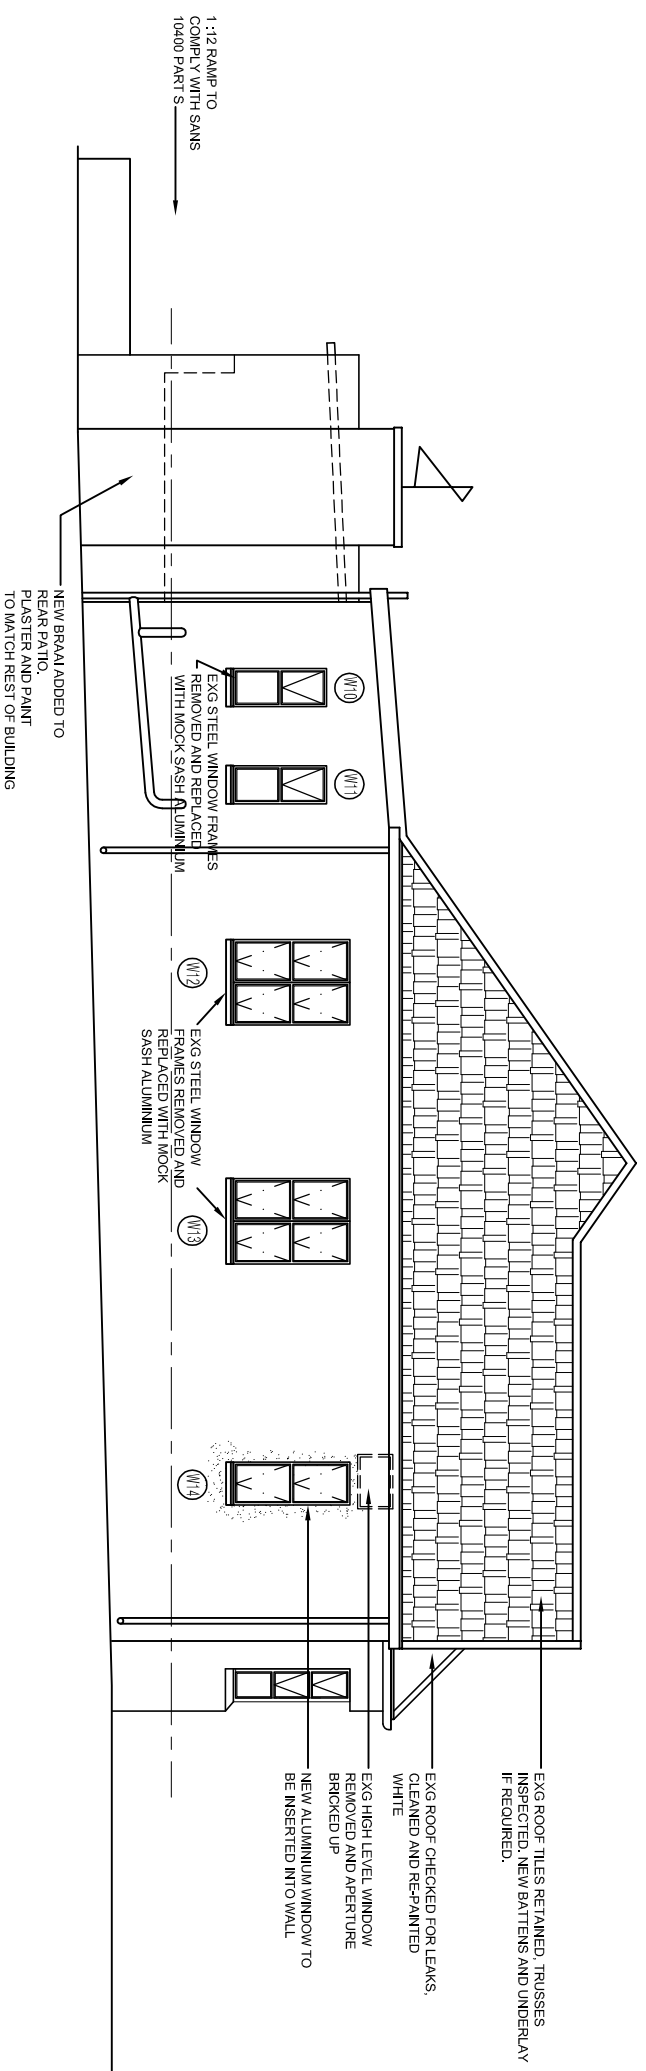 1:12 RAMP TO
COMPLY WITH SANS
10400 PART S
NEW BRAAI ADDED TO
REAR PATIO.
PLASTER AND PAINT
TO MATCH REST OF BUILDING
W10
W11
EXG STEEL WINDOW FRAMES
REMOVED AND REPLACED
WITH MOCK SASH ALUMINIUM
W12
EXG STEEL WINDOW
FRAMES REMOVED AND
REPLACED WITH MOCK
SASH ALUMINIUM
W13
W14
EXG ROOF TILES RETAINED, TRUSSES
INSPECTED. NEW BATTENS AND UNDERLAY
IF REQUIRED.
EXG ROOF CHECKED FOR LEAKS,
CLEANED AND RE-PAINTED
WHITE
EXG HIGH LEVEL WINDOW
REMOVED AND APERTURE
BRICKED UP
NEW ALUMINIUM WINDOW TO
BE INSERTED INTO WALL